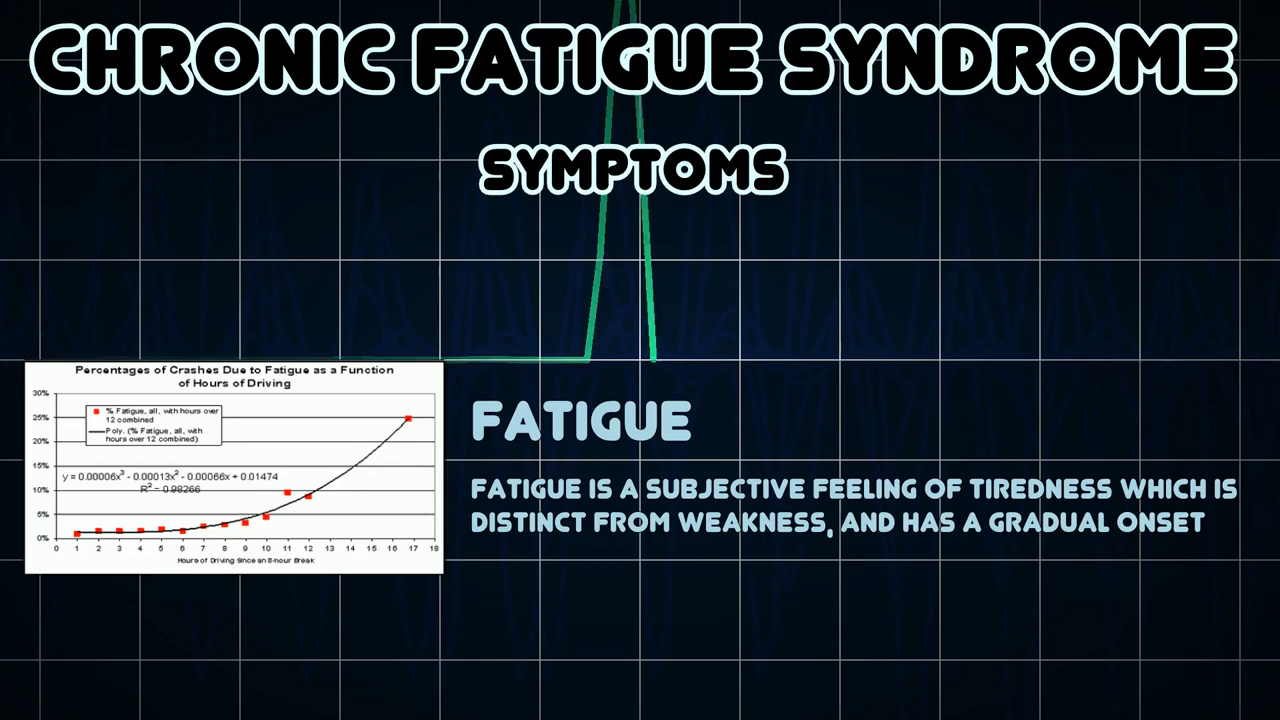 CHRONIC FATIGUE SYNDROME
SYMPTOMS
Percentages of Crashes Due to Fatigue as a Function
of Hours of Driving
30%
25%
20%
15%
10%
5%
0%
% Fatigue, all, with hours over
12 combined
Poly. (% Fatigue, all, with
hours over 12 combined)
y = 0.00006x³ - 0.00013x² - 0.00066x + 0.01474
R² = 0.98266
0 1 2 3 4 5 6 7 8 9 10 11 12 13 14 15 16 17 18
Hours of Driving Since an 8-hour Break
FATIGUE
FATIGUE IS A SUBJECTIVE FEELING OF TIREDNESS WHICH IS
DISTINCT FROM WEAKNESS, AND HAS A GRADUAL ONSET